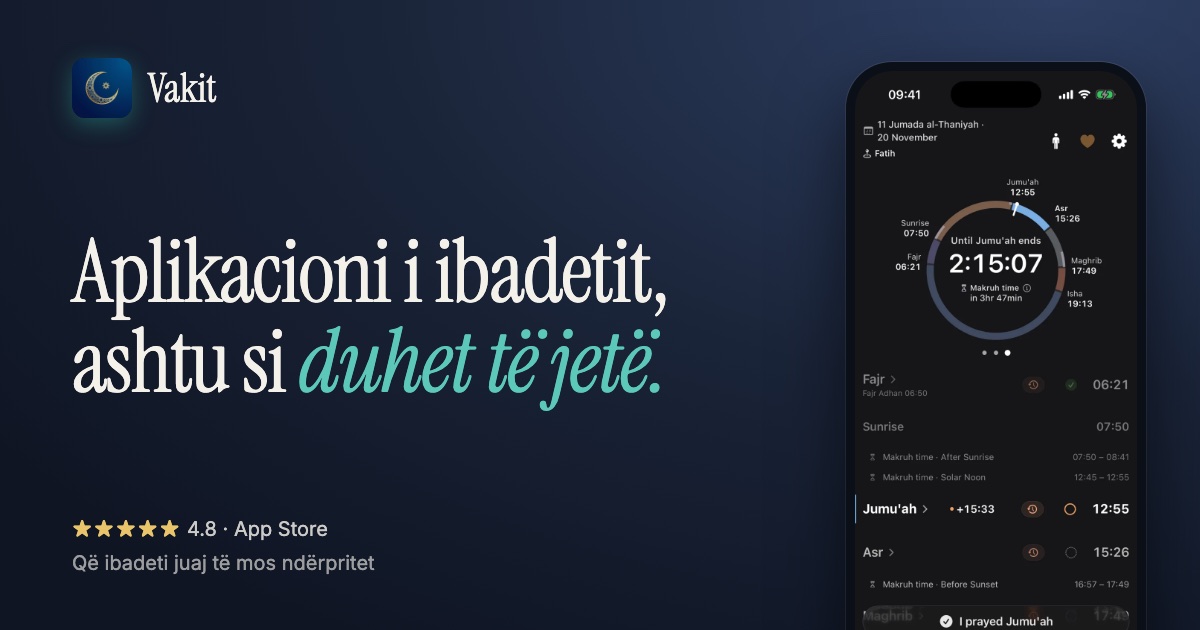 Vakit
Aplikacioni i ibadetit,
ashtu si duhet të jetë.
4.8 · App Store
Që ibadeti juaj të mos ndërpritet
09:41
11 Jumada al-Thaniyah ·
20 November
Fatih
Jumu'ah
12:55
Asr
15:26
Sunrise
07:50
Fajr
06:21
Maghrib
17:49
Isha
19:13
Until Jumu'ah ends
2:15:07
Makruh time
in 3hr 47min
Fajr > 06:21
Fajr Adhan 06:50
Sunrise 07:50
Makruh time · After Sunrise 07:50 – 08:41
Makruh time · Solar Noon 12:45 – 12:55
Jumu'ah > •+15:33 12:55
Asr > 15:26
Makruh time · Before Sunset 16:57 – 17:49
Maghrib > 17:49
I prayed Jumu'ah